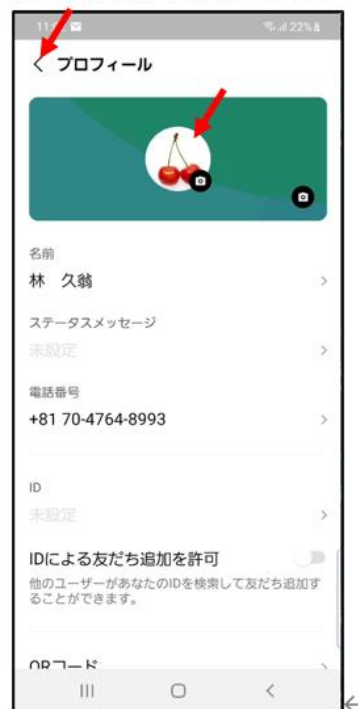 22%
プロフィール
名前
林 久翁
ステータスメッセージ
未設定
電話番号
+81 70-4764-8993
ID
未設定
IDによる友だち追加を許可
他のユーザーがあなたのIDを検索して友だち追加す
ることができます。
QRコード